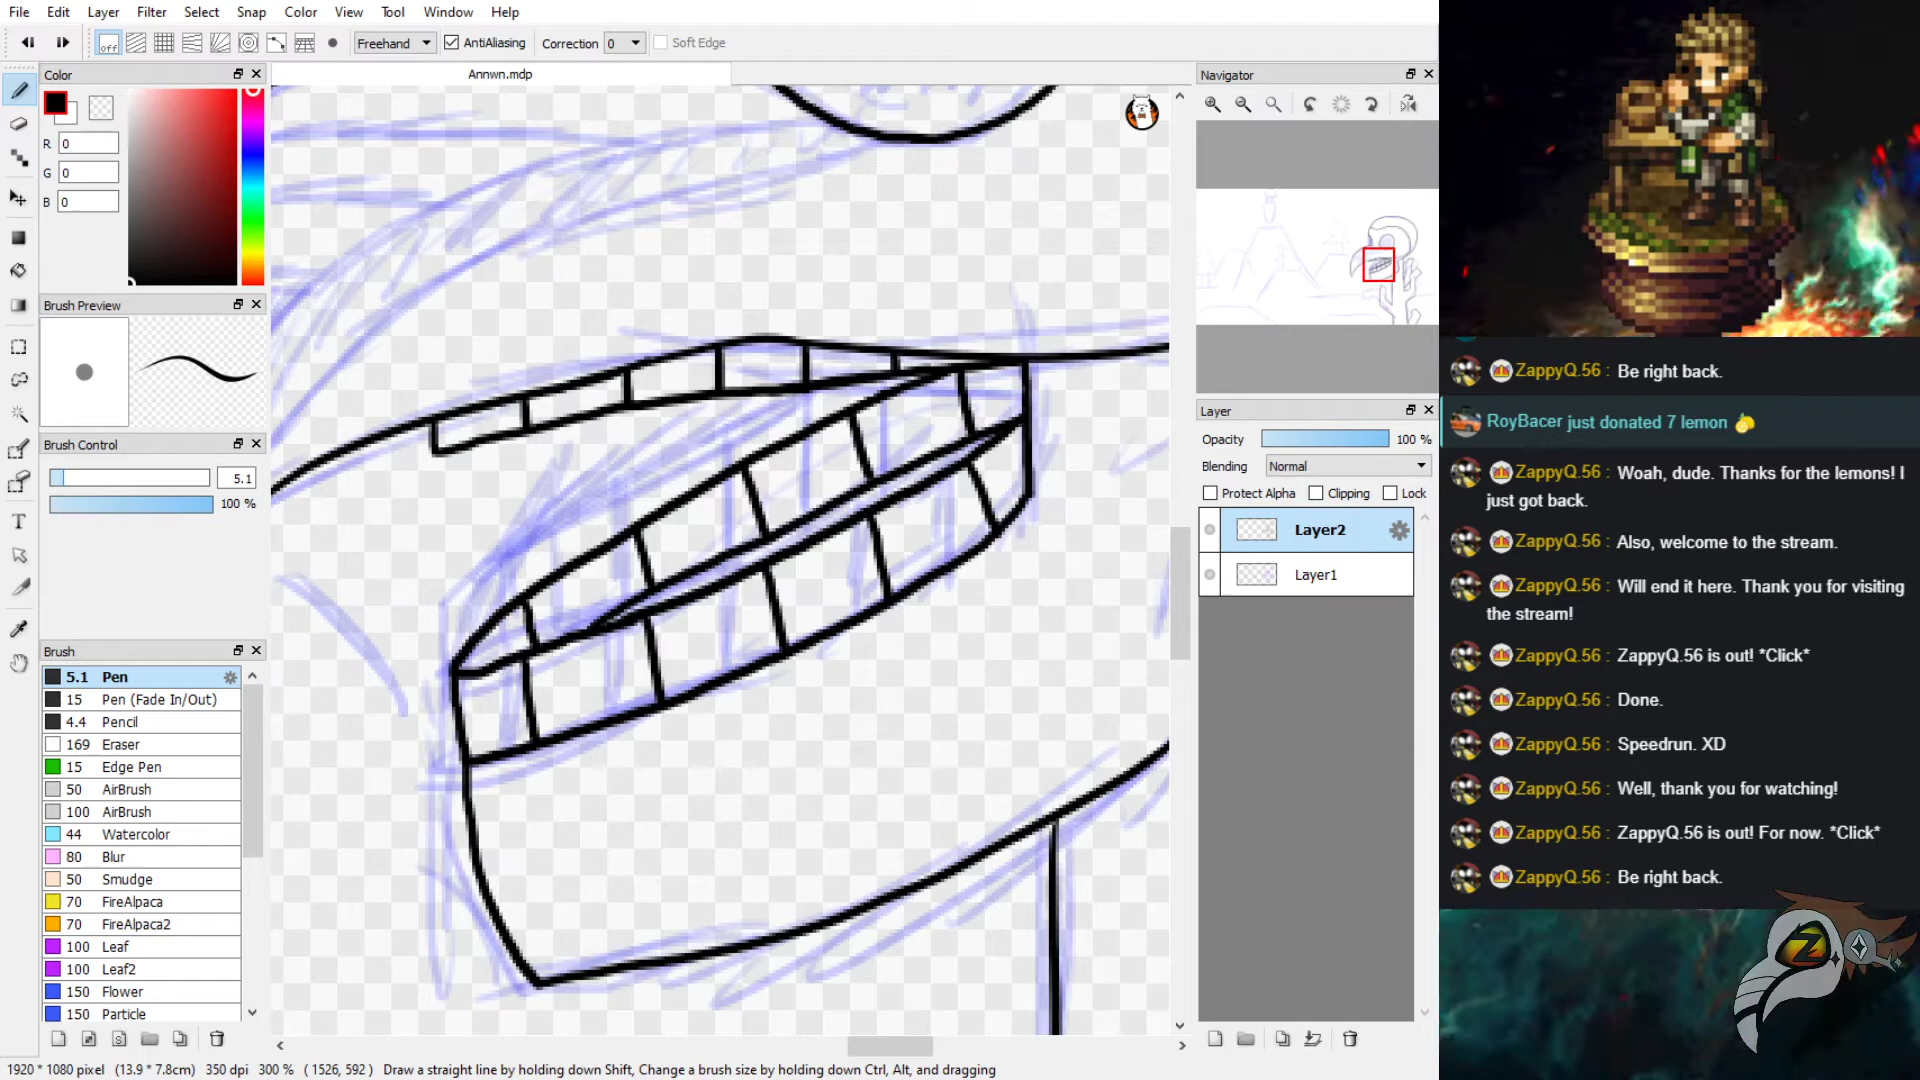 File Edit Layer Filter Select Snap Color View Tool Window Help
off Freehand AntiAliasing Correction 0 Soft Edge
Color
Annwn.mdp
Navigator
R 0
G 0
B 0
Brush Preview
Brush Control
5.1
100 %
Brush
5.1 Pen
15 Pen (Fade In/Out)
4.4 Pencil
169 Eraser
15 Edge Pen
50 AirBrush
100 AirBrush
44 Watercolor
80 Blur
50 Smudge
70 FireAlpaca
70 FireAlpaca2
100 Leaf
100 Leaf2
150 Flower
150 Particle
T
Layer
Opacity 100 %
Blending Normal
Protect Alpha Clipping Lock
Layer2
Layer1
1920 * 1080 pixel (13.9 * 7.8cm) 350 dpi 300 % ( 1526, 592 ) Draw a straight line by holding down Shift, Change a brush size by holding down Ctrl, Alt, and dragging
ZappyQ.56 : Be right back.
RoyBacer just donated 7 lemon
ZappyQ.56 : Woah, dude. Thanks for the lemons! I
just got back.
ZappyQ.56 : Also, welcome to the stream.
ZappyQ.56 : Will end it here. Thank you for visiting
the stream!
ZappyQ.56 : ZappyQ.56 is out! *Click*
ZappyQ.56 : Done.
ZappyQ.56 : Speedrun. XD
ZappyQ.56 : Well, thank you for watching!
ZappyQ.56 : ZappyQ.56 is out! For now. *Click*
ZappyQ.56 : Be right back.
Z